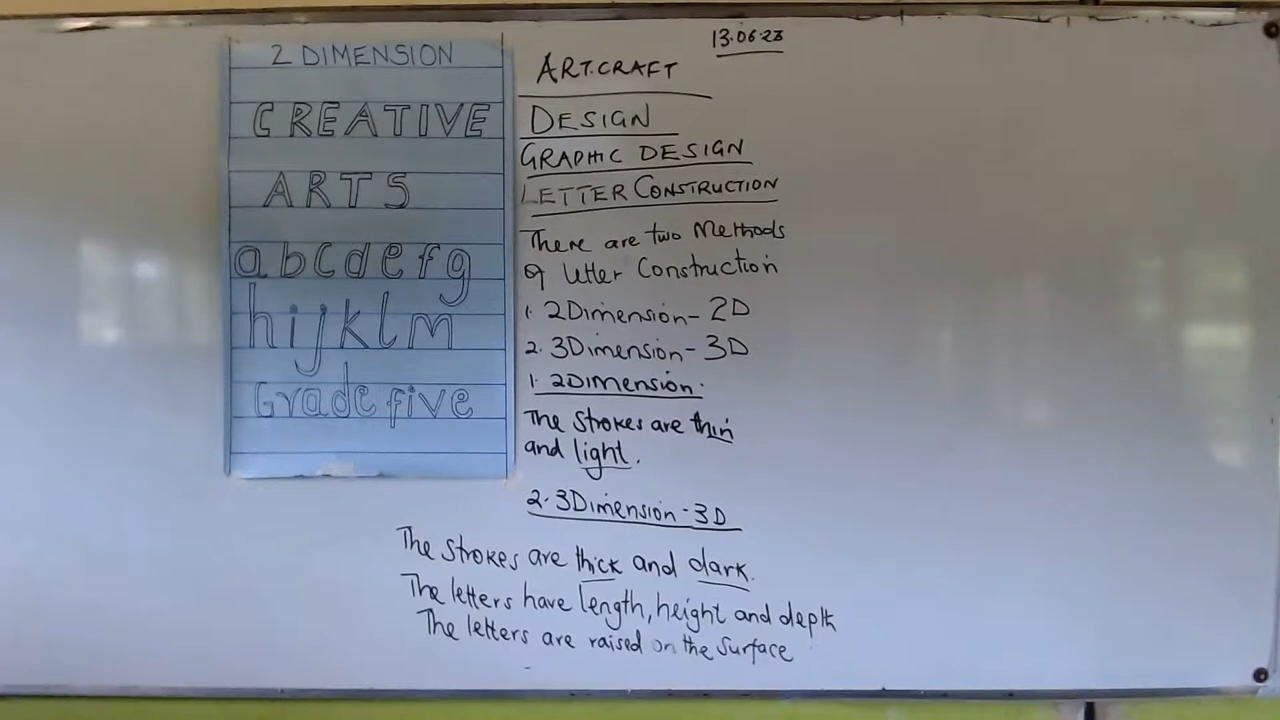 2 DIMENSION
CREATIVE
ARTS
abcdefg
hijklm
Grade five
13.06.23
ART.CRAFT
DESIGN
GRAPHIC DESIGN
LETTER CONSTRUCTION
There are two Methods
of letter Construction
1. 2Dimension - 2D
2. 3Dimension - 3D
1. 2DIMENSION.
The Strokes are thin
and light.
2. 3Dimension - 3D
The Strokes are thick and dark.
The letters have length, height and depth
The letters are raised on the Surface